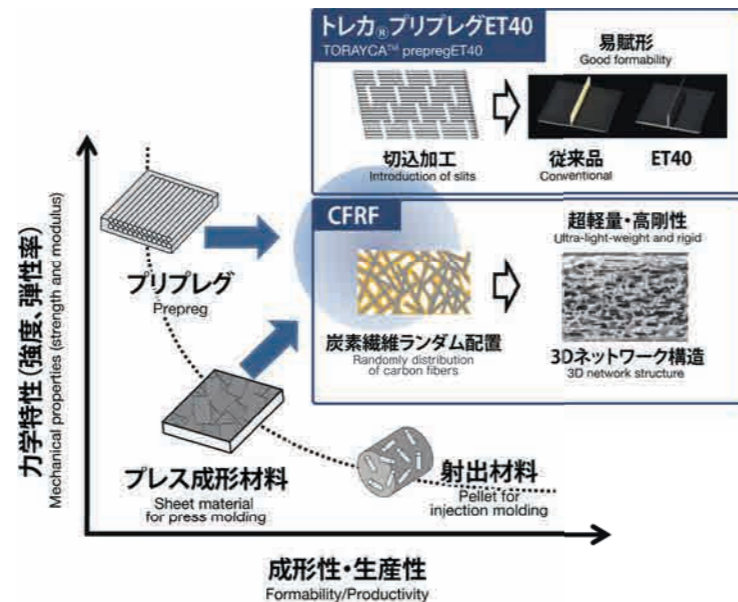 トレカ®プリプレグET40
TORAYCA™ prepregET40
易賦形
Good formability
切込加工
Introduction of slits
従来品
Conventional
ET40
CFRF
超軽量・高剛性
Ultra-light-weight and rigid
炭素繊維ランダム配置
Randomly distribution
of carbon fibers
3Dネットワーク構造
3D network structure
プリプレグ
Prepreg
プレス成形材料
Sheet material
for press molding
射出材料
Pellet for
injection molding
力学特性(強度、弾性率)
Mechanical properties (strength and modulus)
成形性・生産性
Formability/Productivity